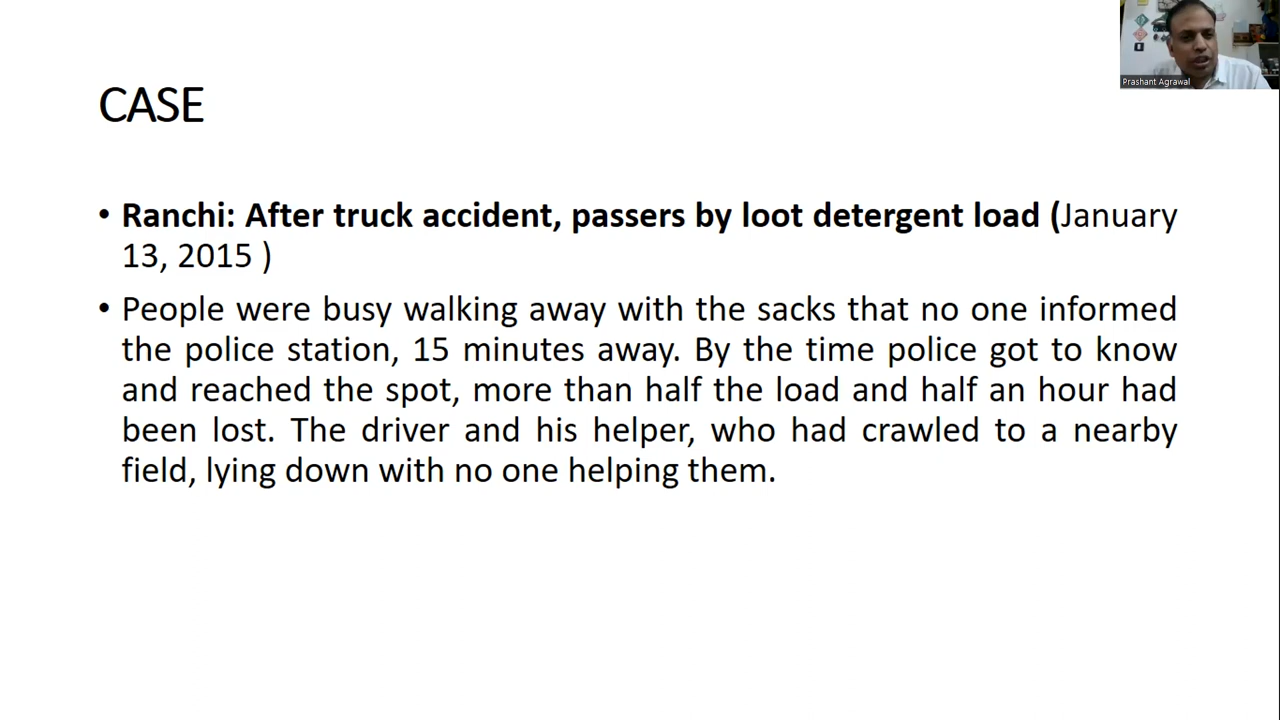 Prashant Agrawal
CASE
• Ranchi: After truck accident, passers by loot detergent load (January
13, 2015 )
• People were busy walking away with the sacks that no one informed
the police station, 15 minutes away. By the time police got to know
and reached the spot, more than half the load and half an hour had
been lost. The driver and his helper, who had crawled to a nearby
field, lying down with no one helping them.